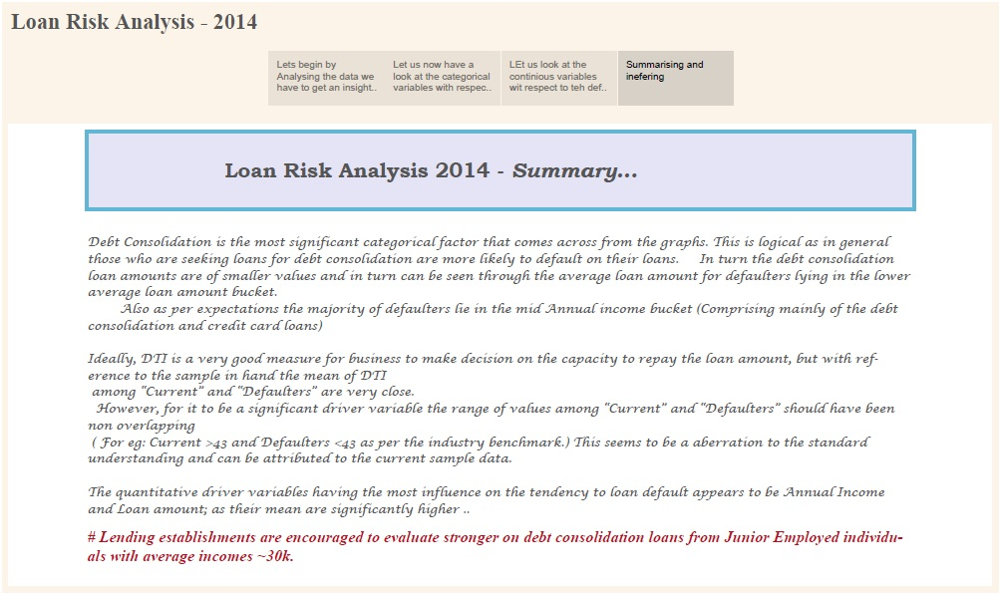 Loan Risk Analysis - 2014
Lets begin by
Analysing the data we
have to get an insight..
Let us now have a
look at the categorical
variables with respec..
LEt us look at the
continious variables
wit respect to teh def..
Summarising and
inefering
Loan Risk Analysis 2014 - Summary...
Debt Consolidation is the most significant categorical factor that comes across from the graphs. This is logical as in general
those who are seeking loans for debt consolidation are more likely to default on their loans. In turn the debt consolidation
loan amounts are of smaller values and in turn can be seen through the average loan amount for defaulters lying in the lower
average loan amount bucket.
Also as per expectations the majority of defaulters lie in the mid Annual income bucket (Comprising mainly of the debt
consolidation and credit card loans)
Ideally, DTI is a very good measure for business to make decision on the capacity to repay the loan amount, but with ref-
erence to the sample in hand the mean of DTI
among "Current" and "Defaulters" are very close.
However, for it to be a significant driver variable the range of values among "Current" and "Defaulters" should have been
non overlapping
( For eg: Current >43 and Defaulters <43 as per the industry benchmark.) This seems to be a aberration to the standard
understanding and can be attributed to the current sample data.
The quantitative driver variables having the most influence on the tendency to loan default appears to be Annual Income
and Loan amount; as their mean are significantly higher ..
# Lending establishments are encouraged to evaluate stronger on debt consolidation loans from Junior Employed individu-
als with average incomes ~30k.